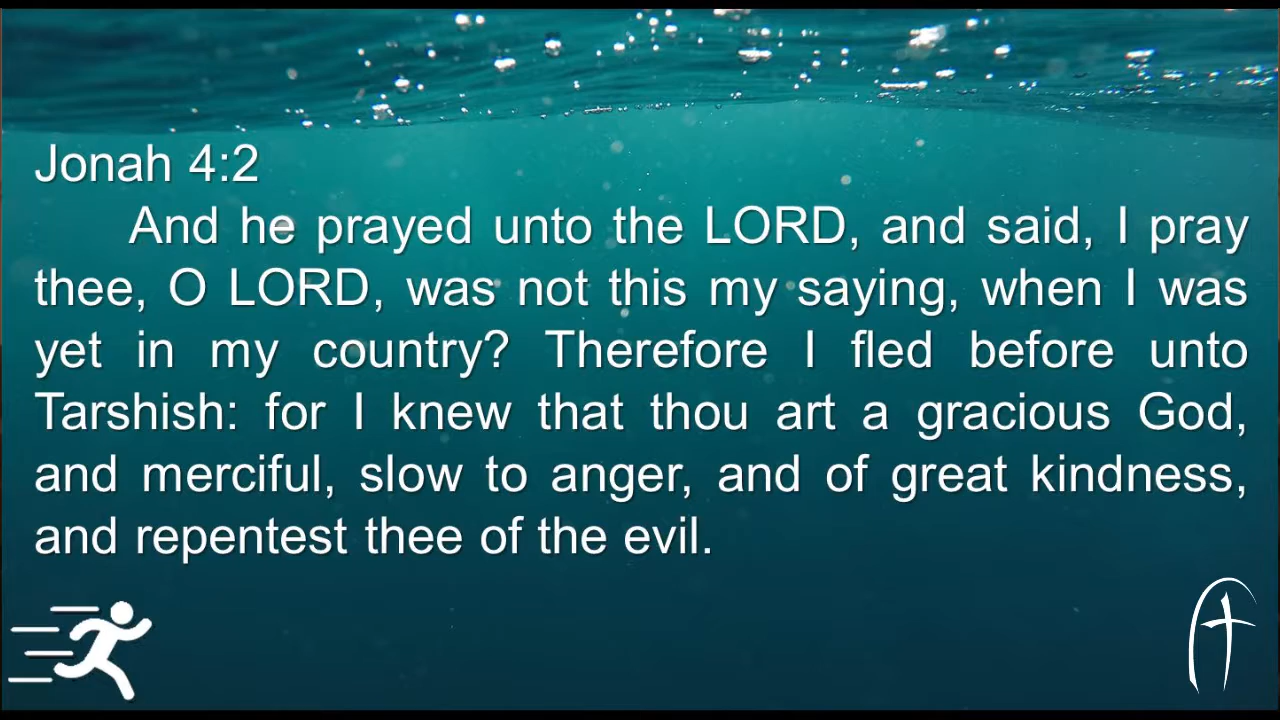 Jonah 4:2
And he prayed unto the LORD, and said, I pray
thee, O LORD, was not this my saying, when I was
yet in my country? Therefore I fled before unto
Tarshish: for I knew that thou art a gracious God,
and merciful, slow to anger, and of great kindness,
and repentest thee of the evil.